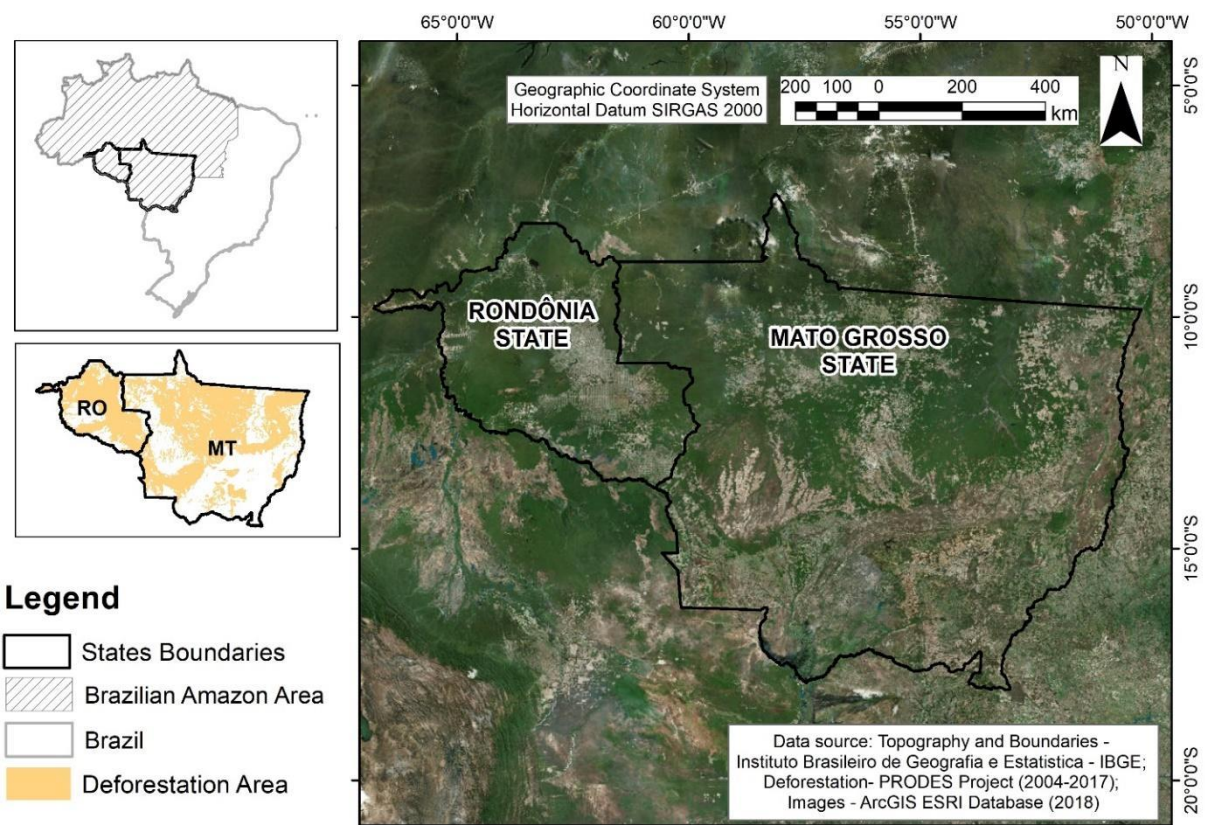 65°0'0"W
60°0'0"W
55°0'0"W
50°0'0"W
Geographic Coordinate System
Horizontal Datum SIRGAS 2000
200 100 0 200 400
km
N
5°0'0"S
10°0'0"S
15°0'0"S
20°0'0"S
RONDÔNIA
STATE
MATO GROSSO
STATE
RO
MT
Legend
States Boundaries
Brazilian Amazon Area
Brazil
Deforestation Area
Data source: Topography and Boundaries -
Instituto Brasileiro de Geografia e Estatistica - IBGE;
Deforestation- PRODES Project (2004-2017);
Images - ArcGIS ESRI Database (2018)